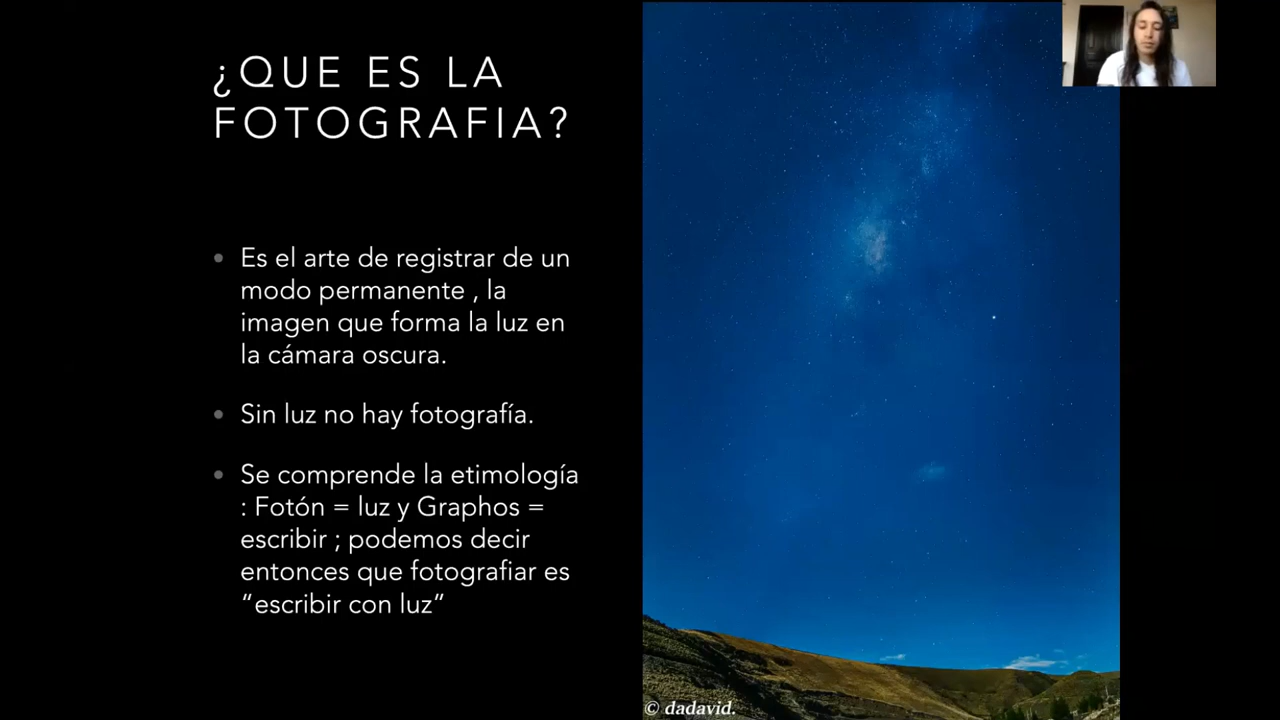 ¿QUE ES LA
FOTOGRAFIA?
Es el arte de registrar de un
modo permanente , la
imagen que forma la luz en
la cámara oscura.
Sin luz no hay fotografía.
Se comprende la etimología
: Fotón = luz y Graphos =
escribir ; podemos decir
entonces que fotografiar es
“escribir con luz”
© dadavid.